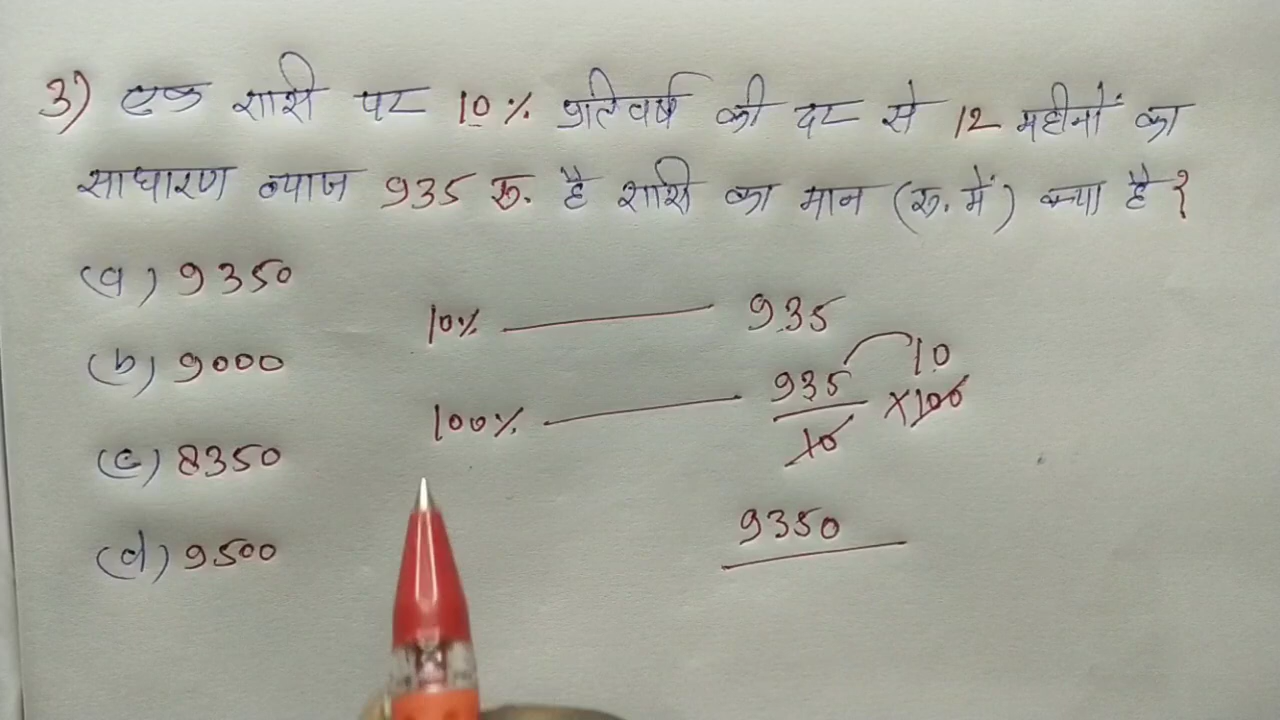 3) एक राशि पर 10% प्रतिवर्ष की दर से 12 महीनों का
साधारण ब्याज 935 रू. है राशि का मान (रू. में) क्या है?
(a) 9350
(b) 9000
(c) 8350
(d) 9500
10% — 935
100% — 935/10 × 100
10
9350